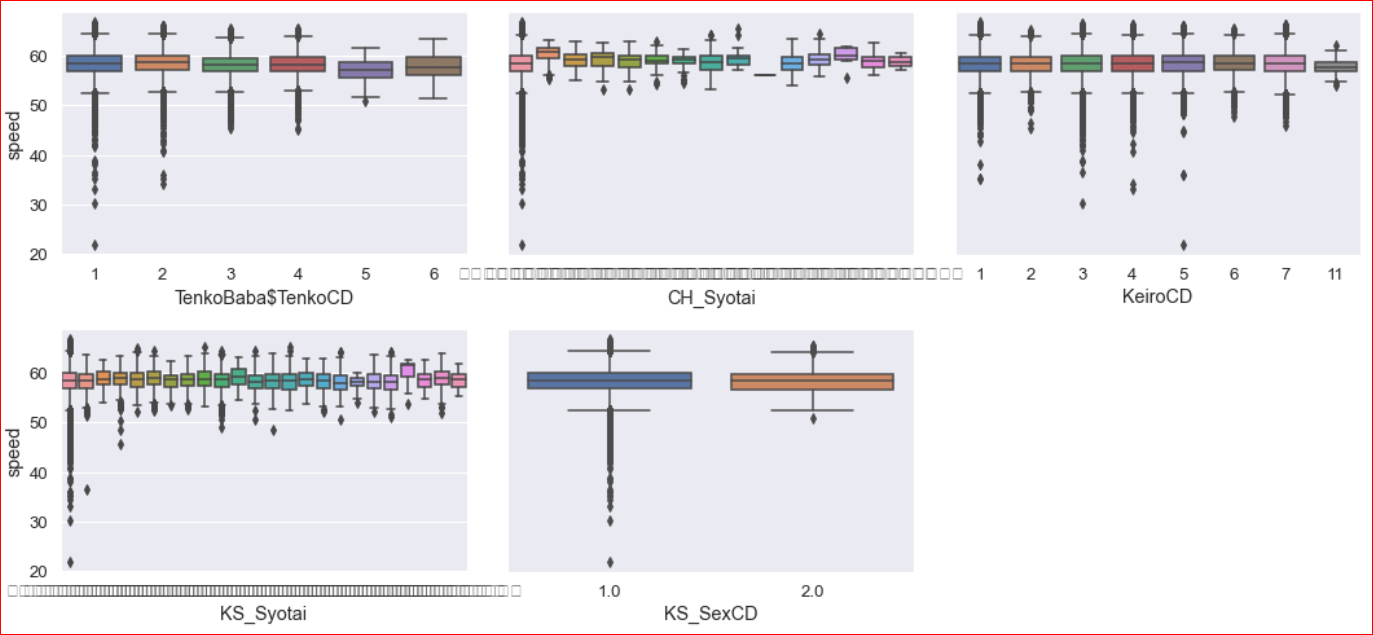 speed
60
50
40
30
20
1 2 3 4 5 6
TenkoBaba$TenkoCD
CH_Syotai
1 2 3 4 5 6 7 11
KeiroCD
speed
60
50
40
30
20
KS_Syotai
1.0 2.0
KS_SexCD